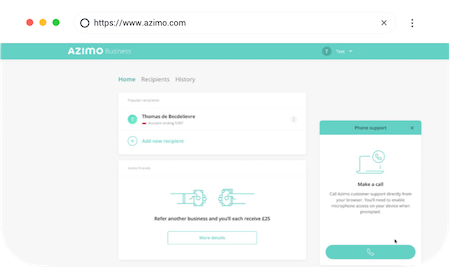 https://www.azimo.com
AZIMO Business
Test
Home Recipients History
Popular recipients
Thomas de Becdelievre
Add new recipient
Invite friends
Refer another business and you'll each receive £25
More details
Phone support
Make a call
Call Azimo customer support directly from
your browser. You'll need to enable
microphone access on your device when
prompted.